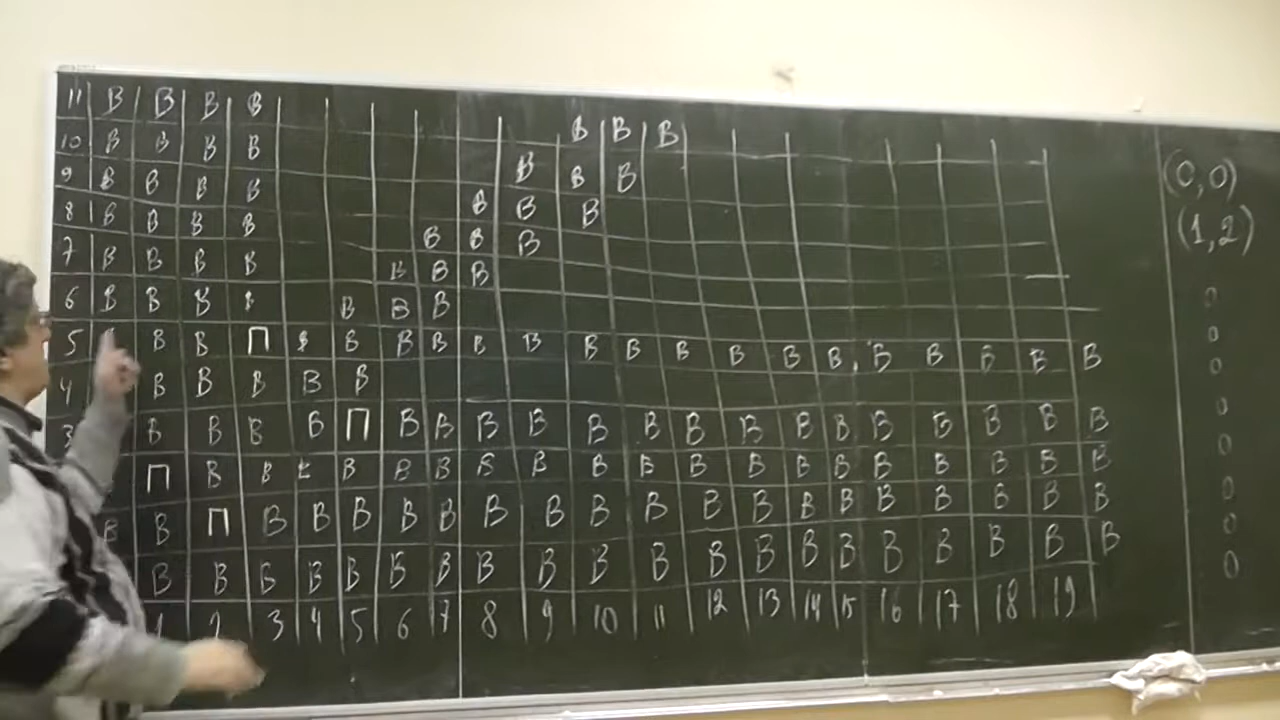 11 В В В В
В В В
10 В В В В
В В В
9 В В В В
В В В
8 В В В В
В В В
7 В В В В
В В В
6 В В В В
В В В
5 В В В П В В В В В В В В В В В В В В В В В
4 В В В В В
3 В В В В П В В В В В В В В В В В В В В В
П В В В В В В В В В В В В В В В В В В В
В В П В В В В В В В В В В В В В В В В В В
В В В В В В В В В В В В В В В В В В В В
1 2 3 4 5 6 7 8 9 10 11 12 13 14 15 16 17 18 19
(0,0)
(1,2)
0
0
0
0
0
0
0
0